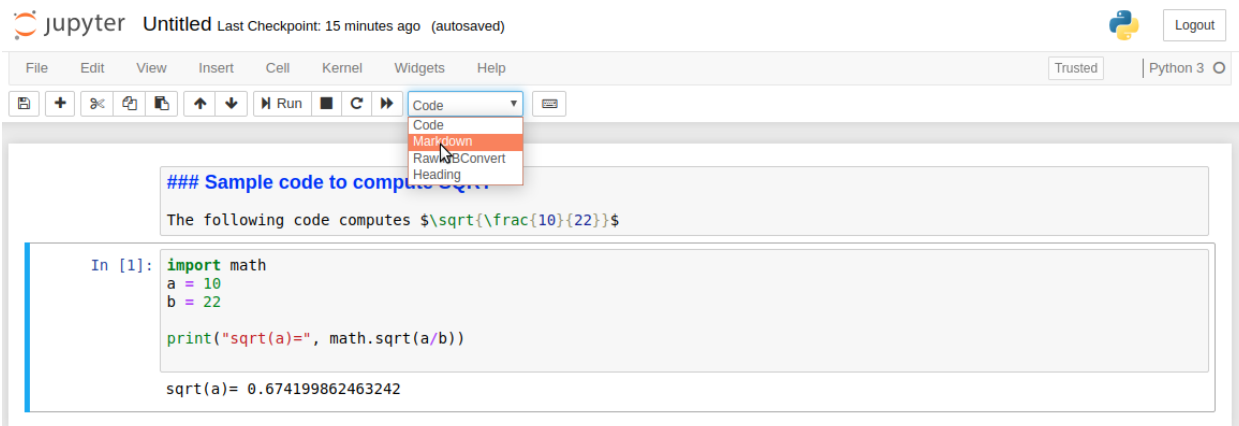 jupyter Untitled Last Checkpoint: 15 minutes ago (autosaved) Logout
File Edit View Insert Cell Kernel Widgets Help Trusted Python 3
Run Code
Code
Markdown
Heading
### Sample code to compute SQRT
The following code computes $\sqrt{\frac{10}{22}}$
In [1]: import math
a = 10
b = 22
print("sqrt(a)=", math.sqrt(a/b))
sqrt(a)= 0.674199862463242